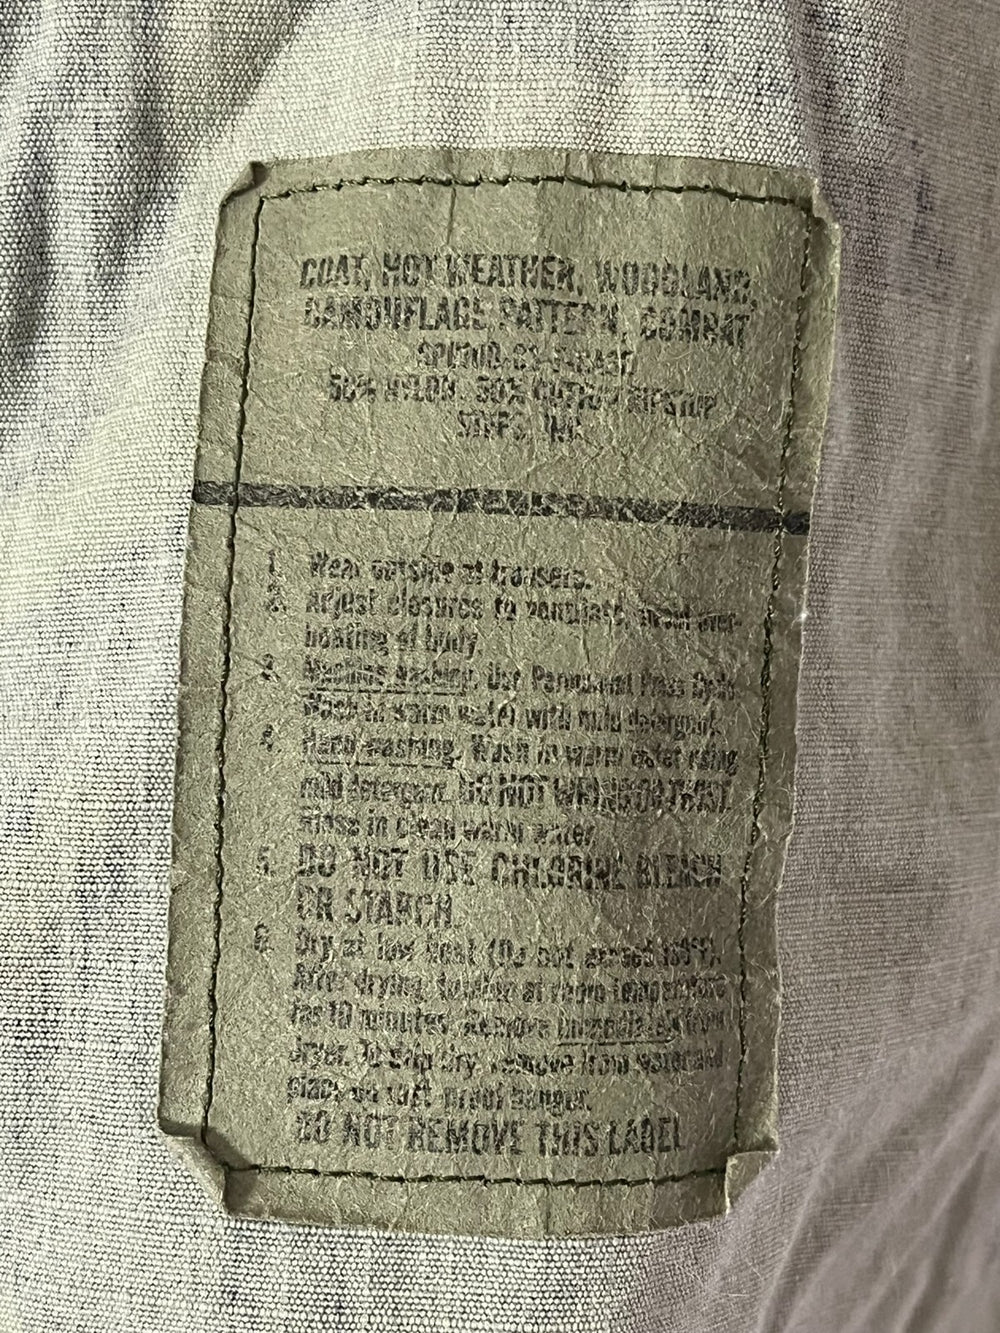 COAT, HOT WEATHER, WOODLAND,
CAMOUFLAGE PATTERN, COMBAT
50% NYLON, 50% COTTON RIPSTOP
INC.
1. Wear outside of trousers.
2. Adjust closures to ventilate, avoid over-
heating of body.
3. Machine washing. Use Permanent Press Cycle.
Wash in warm water with mild detergent.
4. Hand washing. Wash in warm water using
mild detergent. DO NOT WRING OR TWIST.
Rinse in clean warm water.
5. DO NOT USE CHLORINE BLEACH
OR STARCH.
6. Dry at low heat (Do not exceed
After drying, tumble at room temperature
for 10 minutes. Remove immediately from
dryer. To drip dry, remove from water and
place on rust-proof hanger.
DO NOT REMOVE THIS LABEL